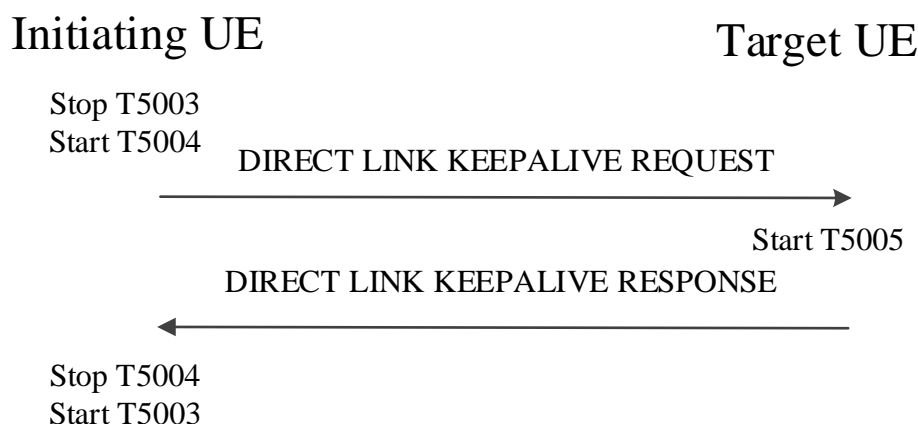 Initiating UE
Target UE
Stop T5003
Start T5004
DIRECT LINK KEEPALIVE REQUEST
Start T5005
DIRECT LINK KEEPALIVE RESPONSE
Stop T5004
Start T5003